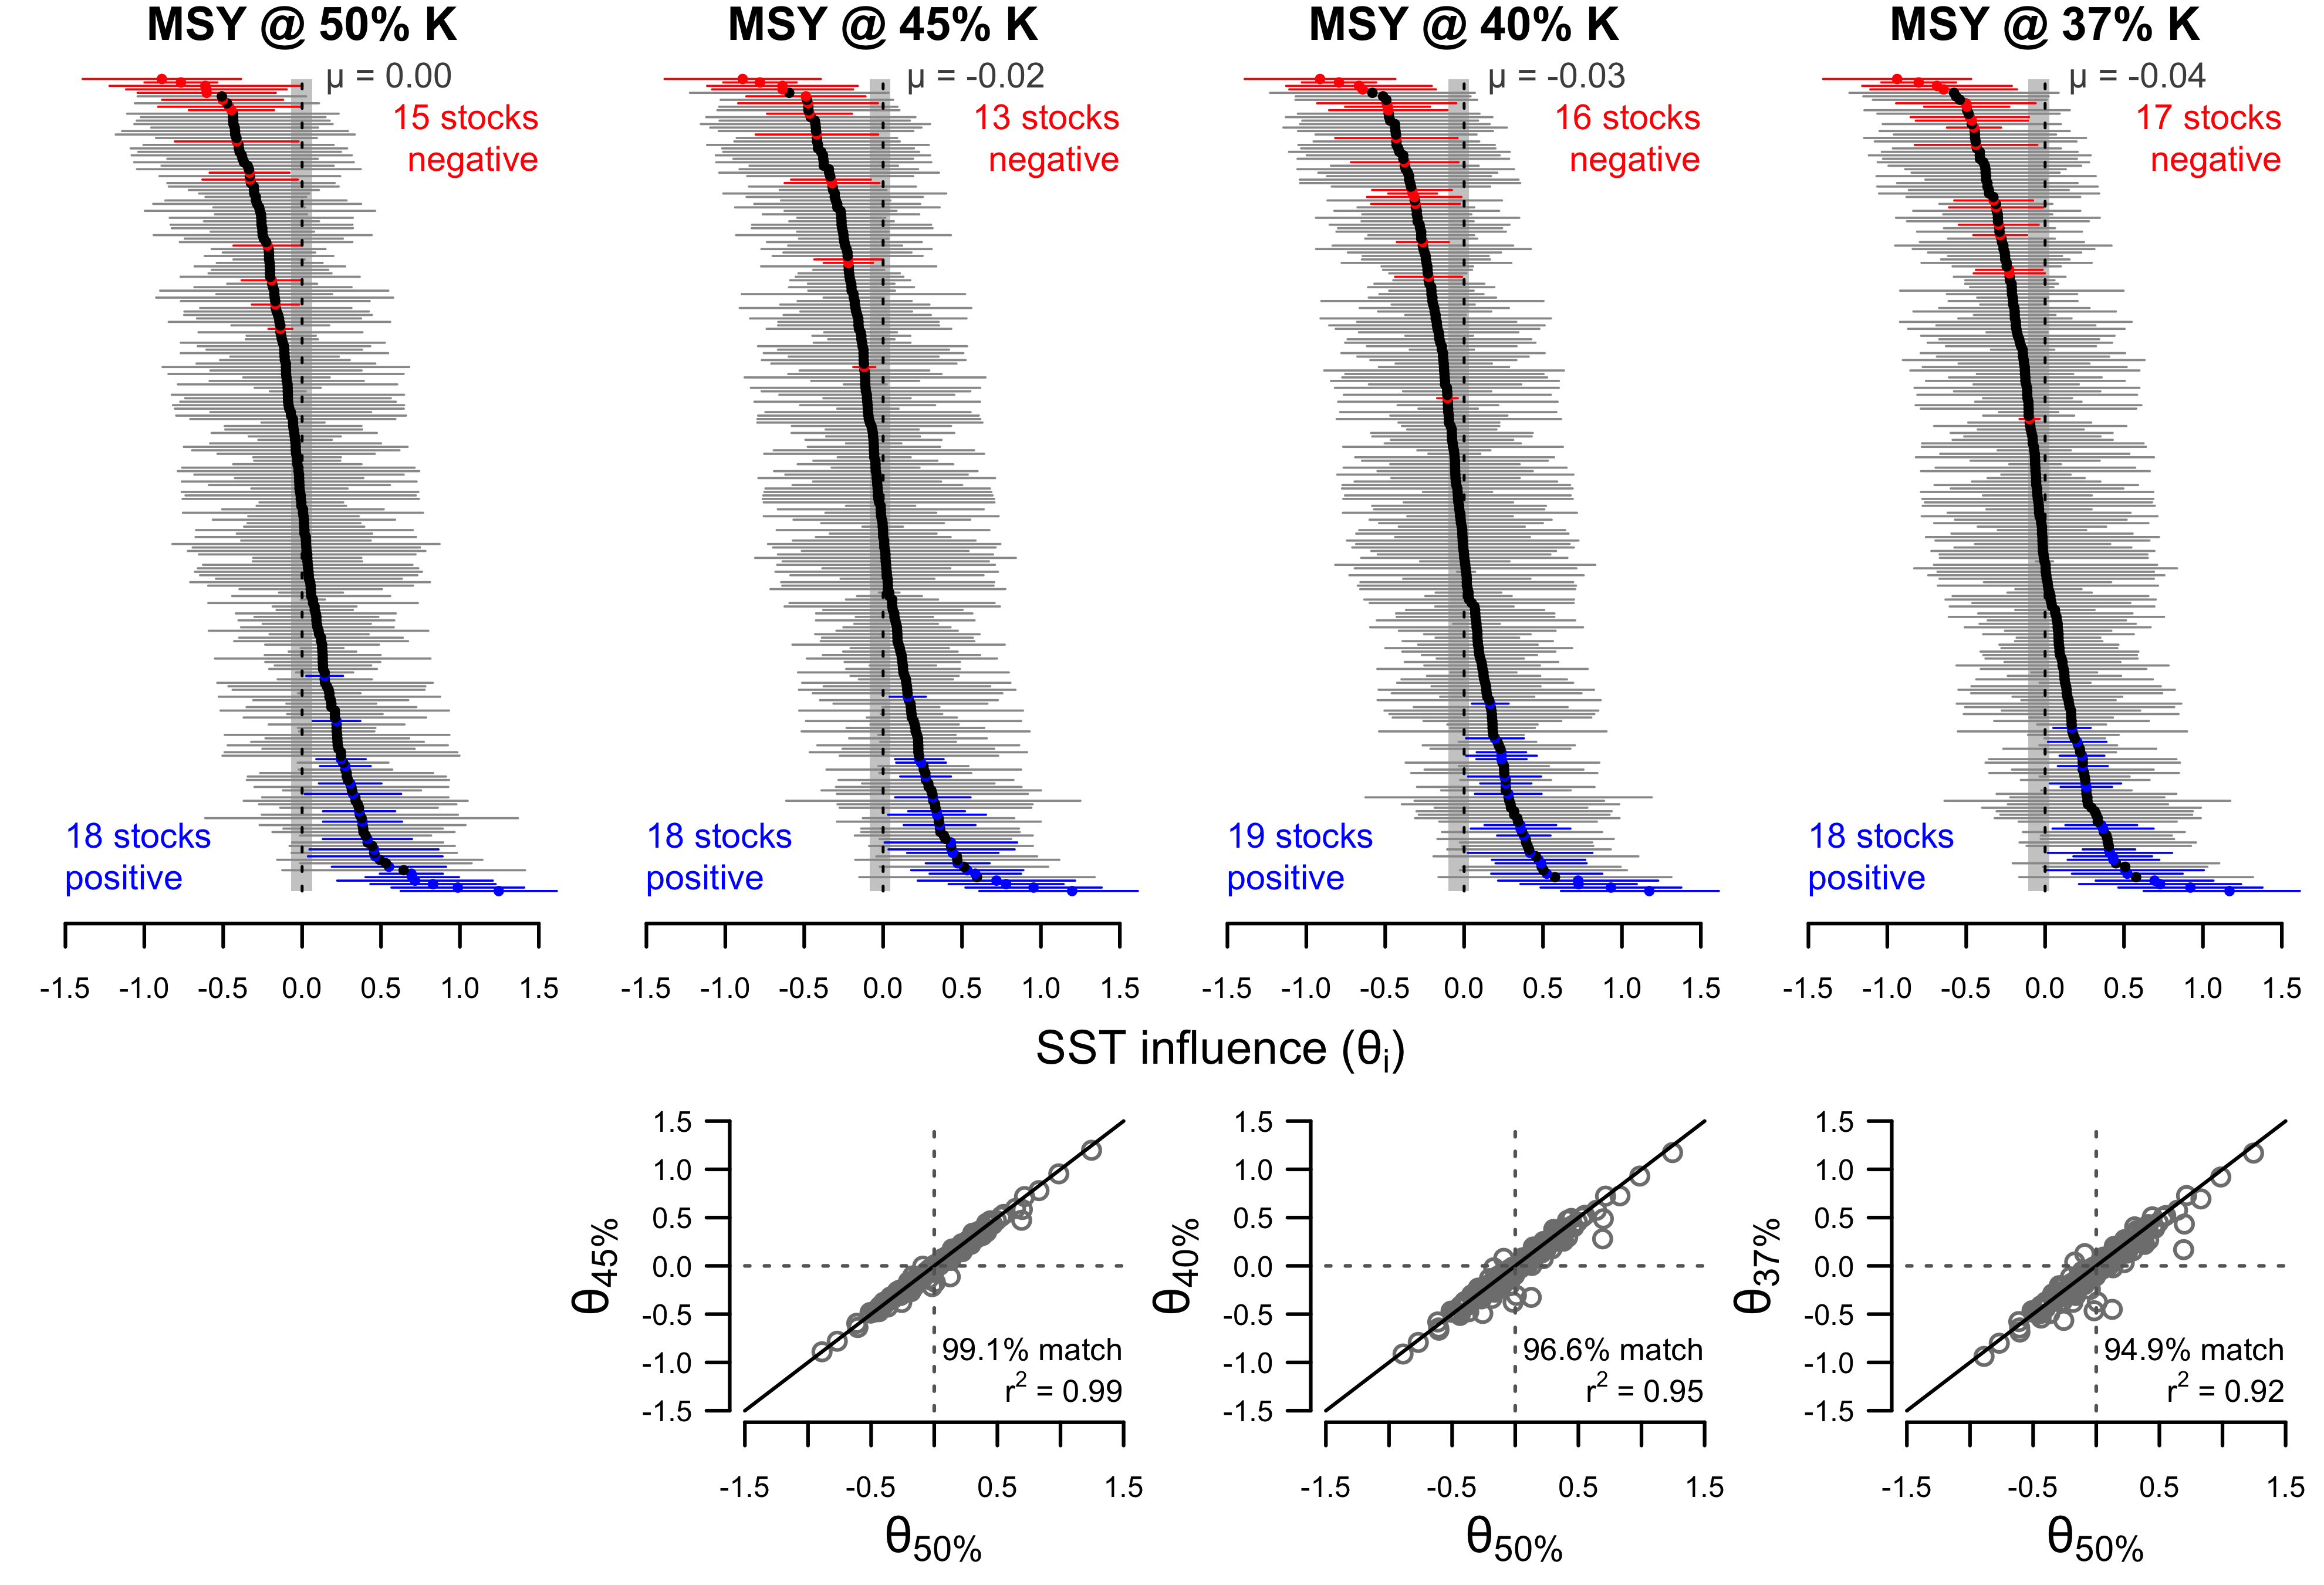 MSY @ 50% K
MSY @ 45% K
MSY @ 40% K
MSY @ 37% K
μ = 0.00
15 stocks
negative
18 stocks
positive
μ = -0.02
13 stocks
negative
18 stocks
positive
μ = -0.03
16 stocks
negative
19 stocks
positive
μ = -0.04
17 stocks
negative
18 stocks
positive
-1.5 -1.0 -0.5 0.0 0.5 1.0 1.5
-1.5 -1.0 -0.5 0.0 0.5 1.0 1.5
-1.5 -1.0 -0.5 0.0 0.5 1.0 1.5
-1.5 -1.0 -0.5 0.0 0.5 1.0 1.5
SST influence (θi)
θ45%
1.5
1.0
0.5
0.0
-0.5
-1.0
-1.5
99.1% match
r² = 0.99
-1.5 -0.5 0.5 1.5
θ50%
θ40%
1.5
1.0
0.5
0.0
-0.5
-1.0
-1.5
96.6% match
r² = 0.95
-1.5 -0.5 0.5 1.5
θ50%
θ37%
1.5
1.0
0.5
0.0
-0.5
-1.0
-1.5
94.9% match
r² = 0.92
-1.5 -0.5 0.5 1.5
θ50%